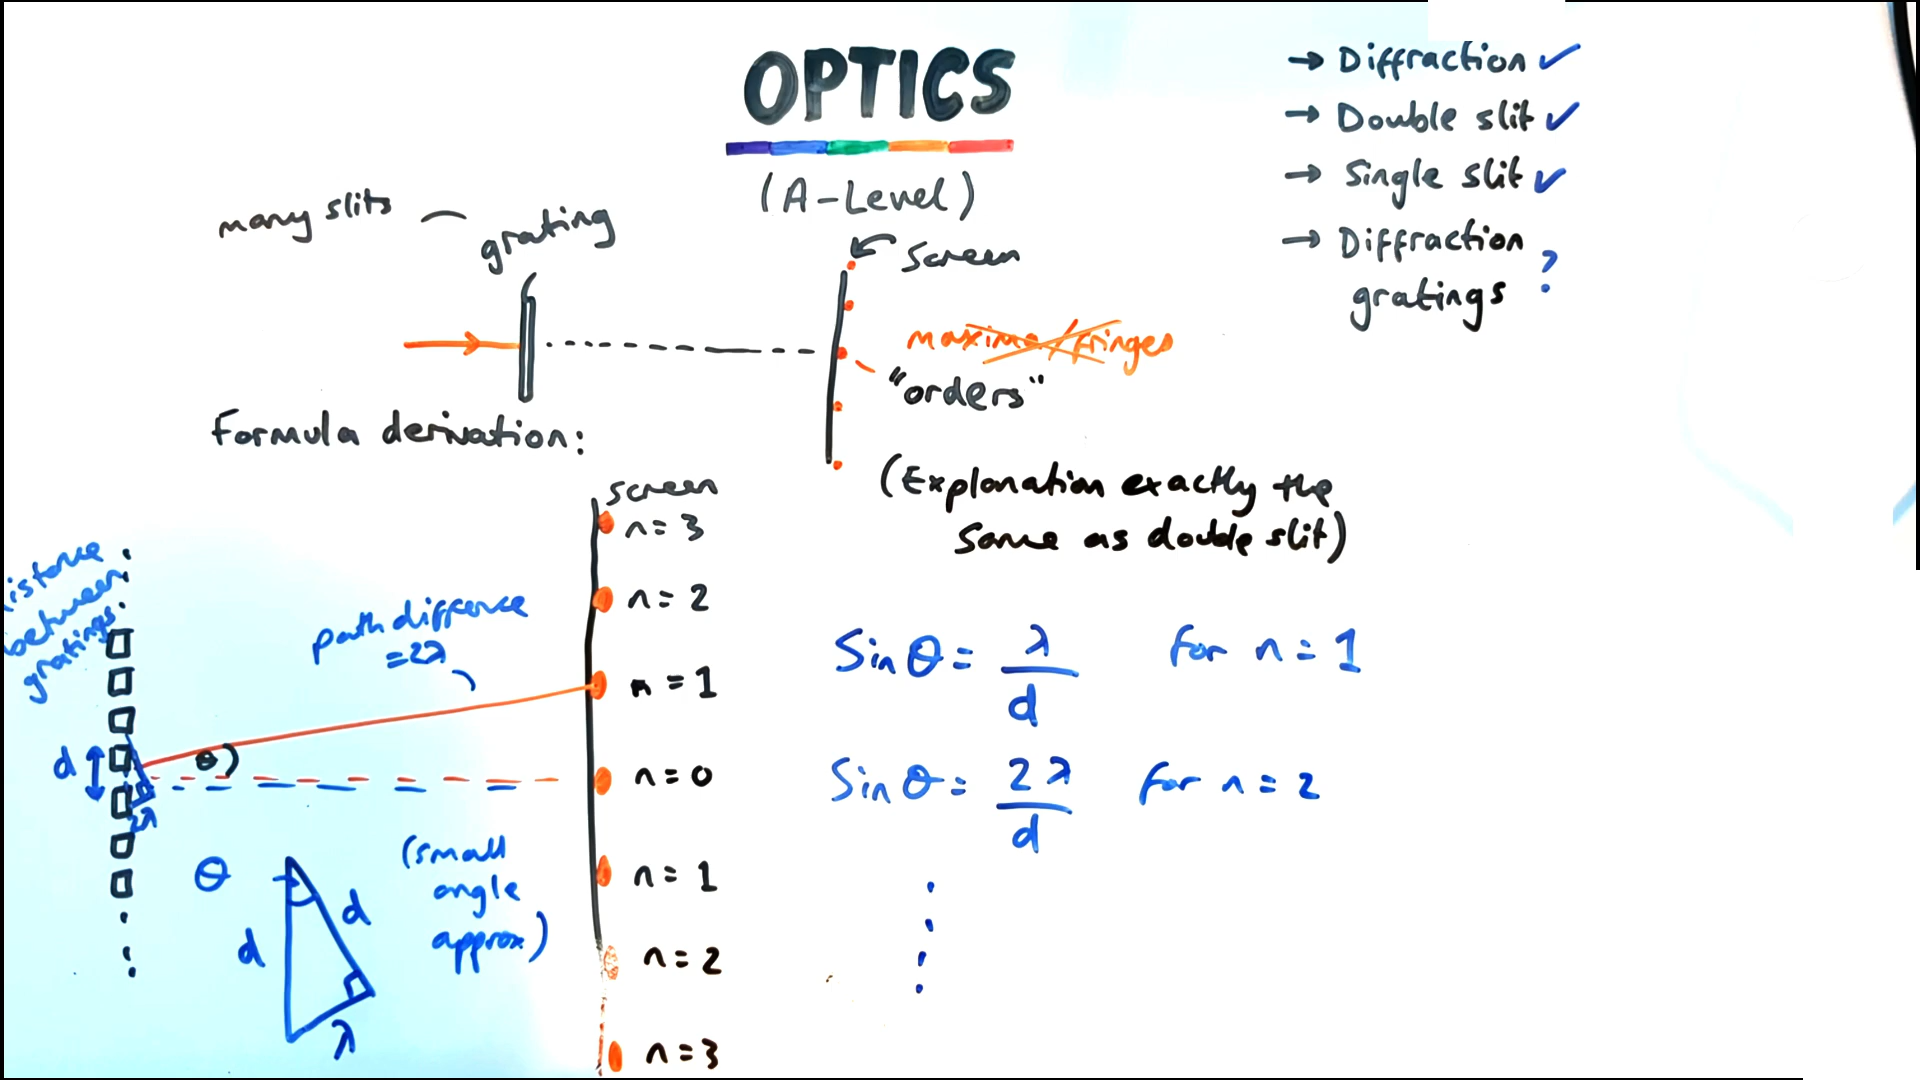 OPTICS
(A-Level)
→ Diffraction ✓
→ Double slit ✓
→ Single slit ✓
→ Diffraction
gratings ?
many slits
grating
screen
maxima/fringes
"orders"
Formula derivation:
(Explanation exactly the
same as double slit)
screen
n = 3
n = 2
n = 1
n = 0
n = 1
n = 2
n = 3
between
gratings
path difference
= 2λ
d
θ
2λ
θ
d
d
λ
(small
angle
approx)
Sin θ = λ/d for n = 1
Sin θ = 2λ/d for n = 2